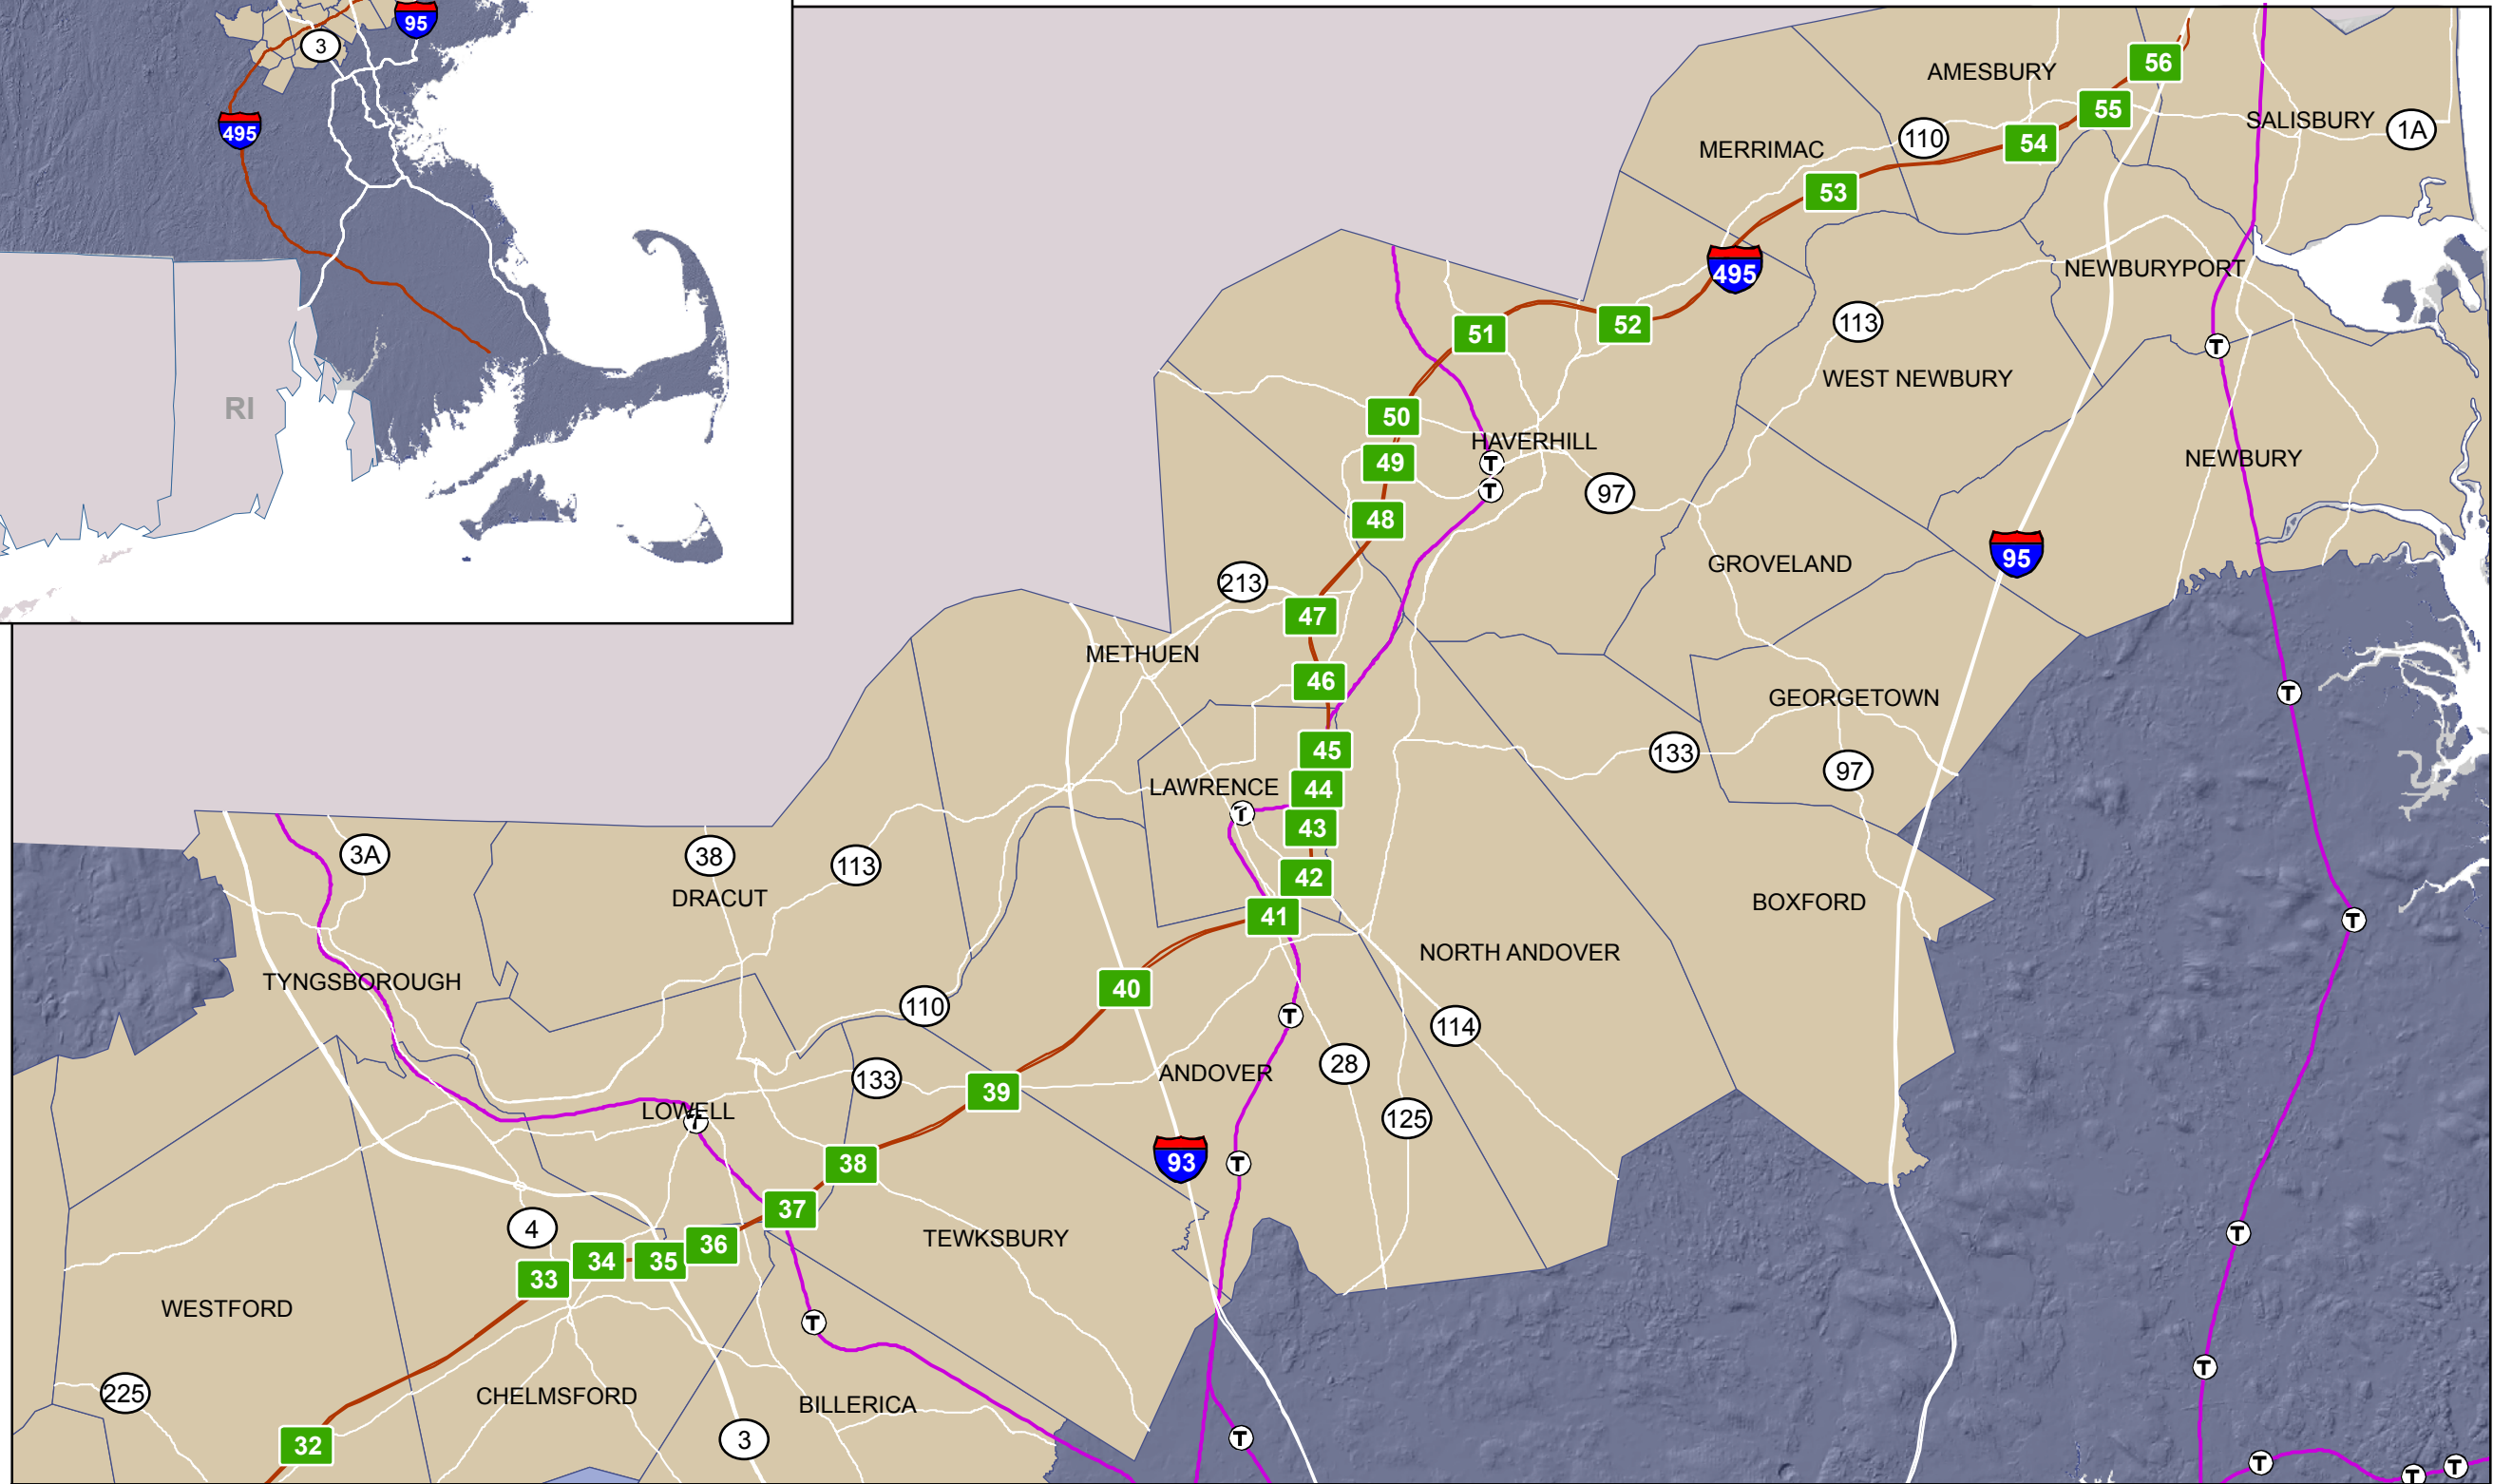 95
3
495
RI
56
AMESBURY
55
SALISBURY
1A
110
54
MERRIMAC
53
495
NEWBURYPORT
113
52
51
T
WEST NEWBURY
50
HAVERHILL
NEWBURY
49
T
T
97
48
95
GROVELAND
213
47
METHUEN
46
T
GEORGETOWN
45
133
97
LAWRENCE
44
T
43
3A
38
113
42
DRACUT
BOXFORD
41
T
NORTH ANDOVER
TYNGSBOROUGH
40
110
T
114
28
ANDOVER
133
39
LOWELL
T
125
93
T
38
37
4
T
TEWKSBURY
36
34
35
33
WESTFORD
T
T
225
CHELMSFORD
BILLERICA
3
T
32
T
T
T